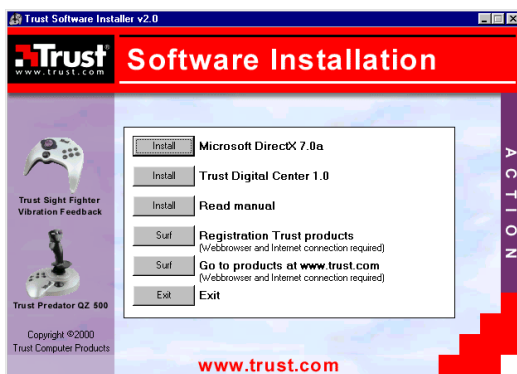 Trust Software Installer v2.0
Trust
www.trust.com
Software Installation
Install
Microsoft DirectX 7.0a
Install
Trust Digital Center 1.0
Install
Read manual
Surf
Registration Trust products
(Webbrowser and Internet connection required)
Surf
Go to products at www.trust.com
(Webbrowser and Internet connection required)
Exit
Exit
Trust Sight Fighter
Vibration Feedback
Trust Predator QZ 500
Copyright ©2000
Trust Computer Products
ACTION
www.trust.com